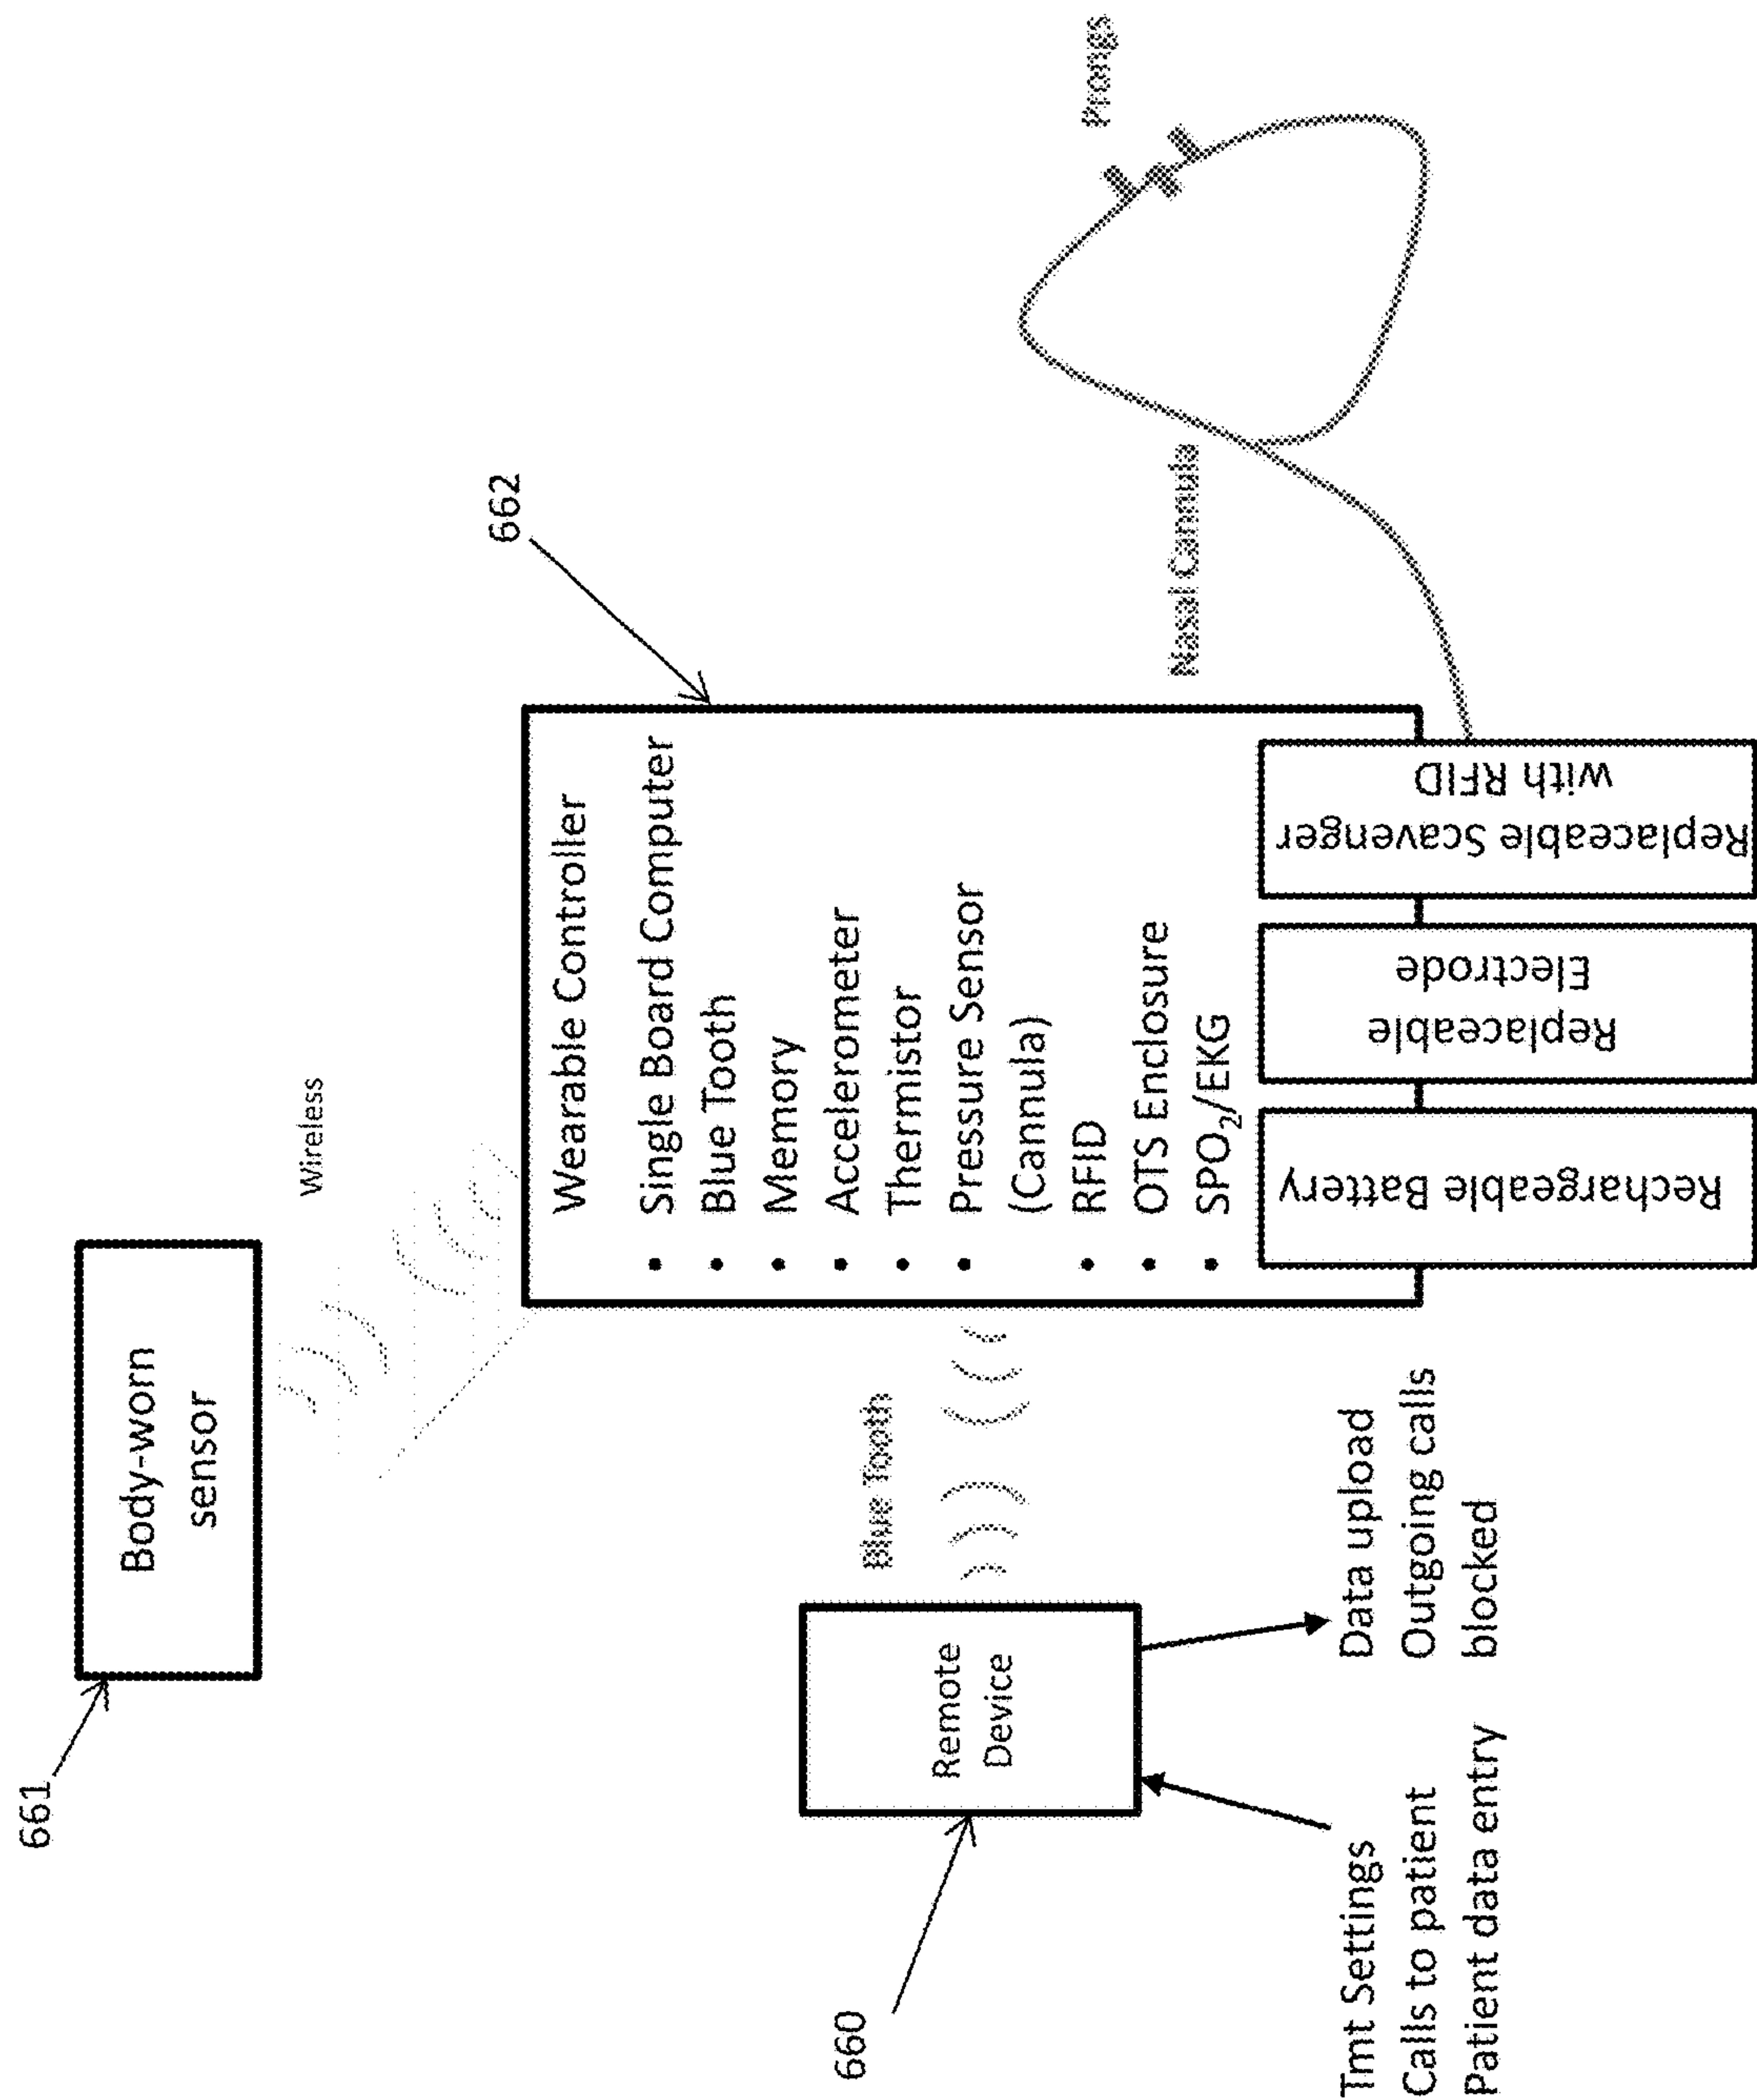 661
Body-worn
sensor
Wireless
662
Wearable Controller
• Single Board Computer
• Blue Tooth
• Memory
• Accelerometer
• Thermistor
• Pressure Sensor
(Cannula)
• RFID
• OTS Enclosure
• SPO₂/EKG
Rechargeable Battery
Replaceable
Electrode
Replaceable Scavenger
with RFID
Nasal Cannula
Prongs
Blue Tooth
660
Remote
Device
Tmt Settings
Calls to patient
Patient data entry
Data upload
Outgoing calls
blocked